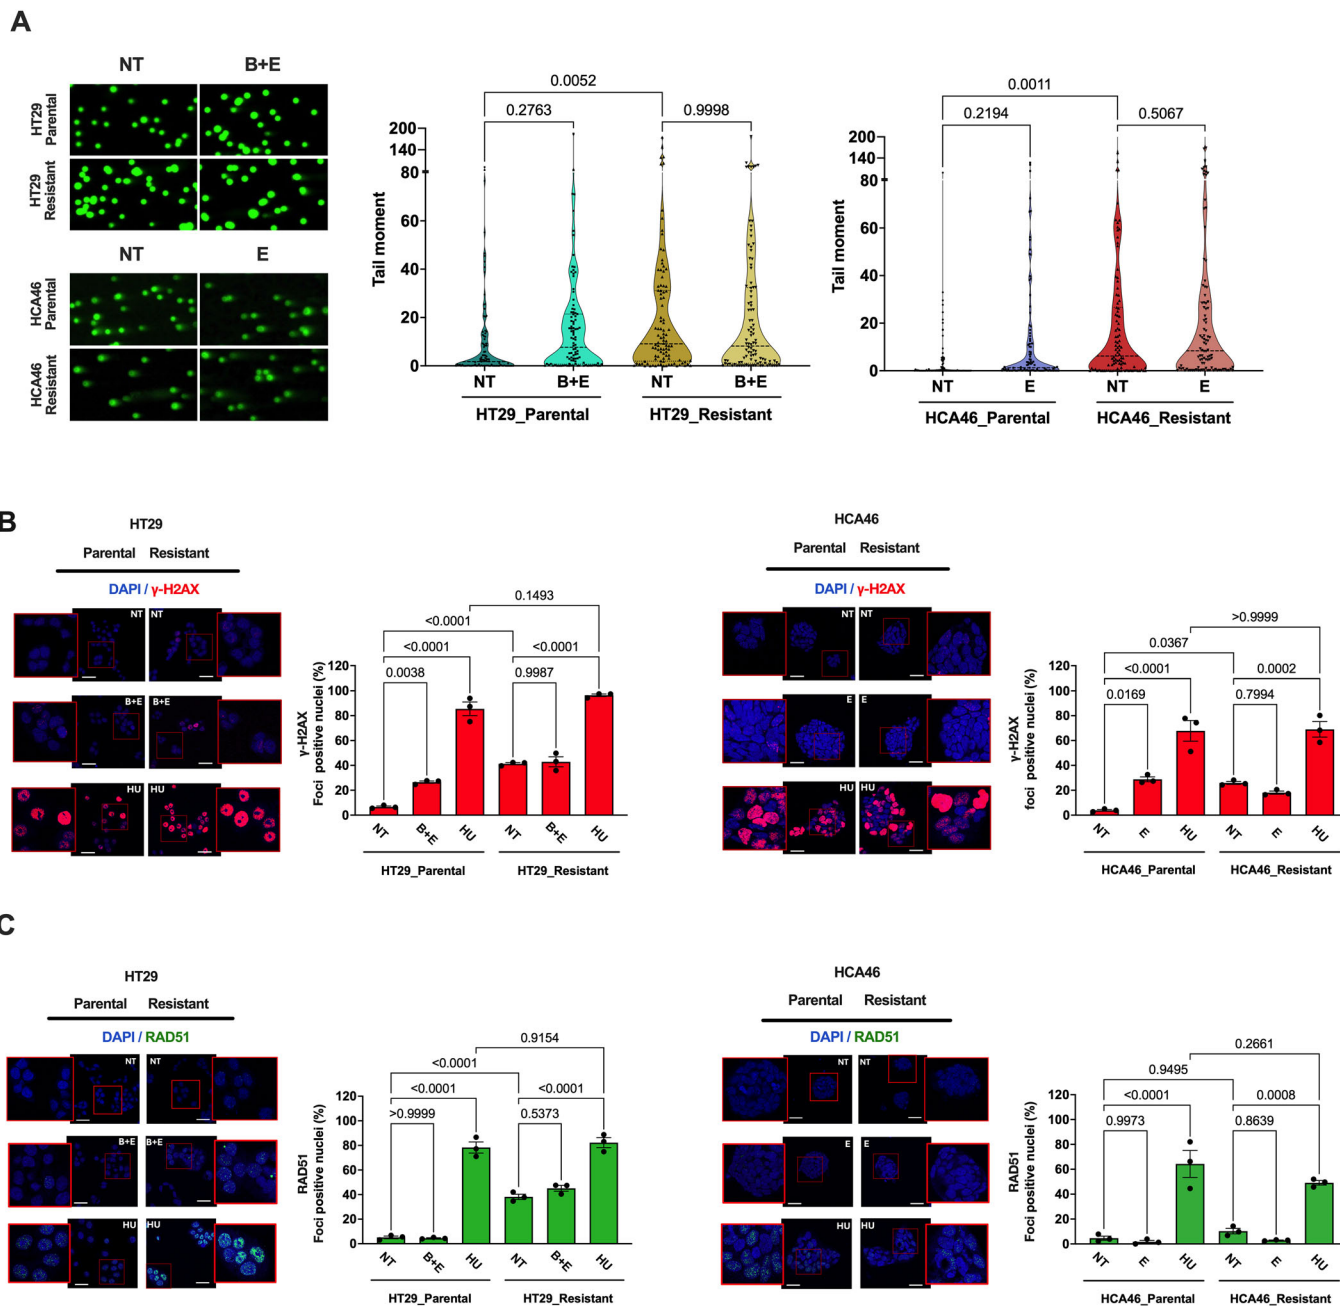 A
NT B+E
HT29 Parental
HT29 Resistant
NT E
HCA46 Parental
HCA46 Resistant
0.0052
0.2763 0.9998
Tail moment
200
140
80
60
40
20
0
NT B+E NT B+E
HT29_Parental HT29_Resistant
0.0011
0.2194 0.5067
Tail moment
200
140
80
60
40
20
0
NT E NT E
HCA46_Parental HCA46_Resistant
B
HT29
Parental Resistant
DAPI / γ-H2AX
NT NT
B+E B+E
HU HU
0.1493
<0.0001
<0.0001 <0.0001
0.0038 0.9987
γ-H2AX
Foci positive nuclei (%)
120
100
80
60
40
20
0
NT B+E HU NT B+E HU
HT29_Parental HT29_Resistant
HCA46
Parental Resistant
DAPI / γ-H2AX
NT NT
E E
HU HU
>0.9999
0.0367
<0.0001 0.0002
0.0169 0.7994
γ-H2AX
foci positive nuclei (%)
120
100
80
60
40
20
0
NT E HU NT E HU
HCA46_Parental HCA46_Resistant
C
HT29
Parental Resistant
DAPI / RAD51
NT NT
B+E B+E
HU HU
0.9154
<0.0001
<0.0001 <0.0001
>0.9999 0.5373
RAD51
Foci positive nuclei (%)
120
100
80
60
40
20
0
NT B+E HU NT B+E HU
HT29_Parental HT29_Resistant
HCA46
Parental Resistant
DAPI / RAD51
NT NT
E E
HU HU
0.2661
0.9495
<0.0001 0.0008
0.9973 0.8639
RAD51
Foci positive nuclei (%)
120
100
80
60
40
20
0
NT E HU NT E HU
HCA46_Parental HCA46_Resistant